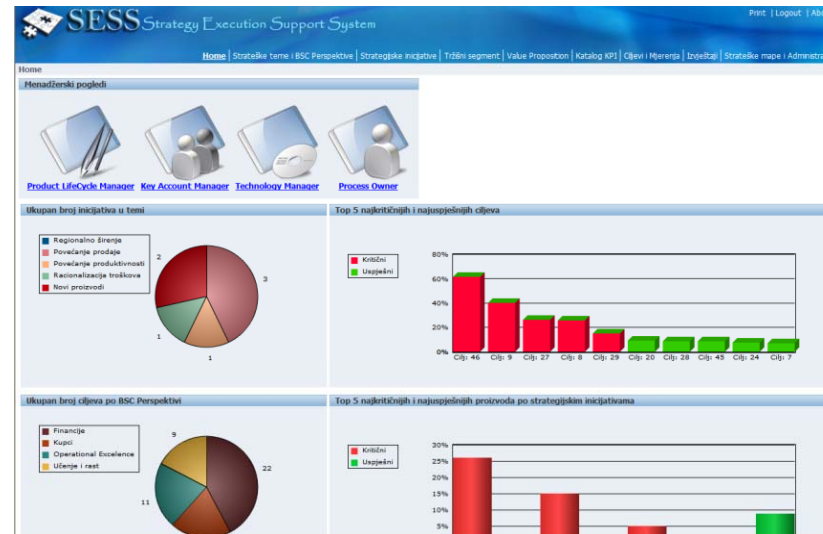 SESS Strategy Execution Support System
Print | Logout | Abo
Home | Strateške teme i BSC Perspektive | Strategijske inicijative | Tržišni segment | Value Proposition | Katalog KPI | Ciljevi i Mjerenja | Izvještaji | Strateške mape i Administra
Home
Menadžerski pogledi
Product LifeCycle Manager Key Account Manager Technology Manager Process Owner
Ukupan broj inicijativa u temi
Regionalno širenje
Povećanje prodaje
Povećanje produktivnosti
Racionalizacija troškova
Novi proizvodi
2
3
1
1
Top 5 najkritičnijih i najuspješnijih ciljeva
Kritični
Uspješni
80%
60%
40%
20%
0%
Cilj: 46 Cilj: 9 Cilj: 27 Cilj: 8 Cilj: 29 Cilj: 20 Cilj: 28 Cilj: 45 Cilj: 24 Cilj: 7
Ukupan broj ciljeva po BSC Perspektivi
Financije
Kupci
Operational Excelence
Učenje i rast
9
22
11
Top 5 najkritičnijih i najuspješnijih proizvoda po strategijskim inicijativama
Kritični
Uspješni
30%
25%
20%
15%
10%
5%